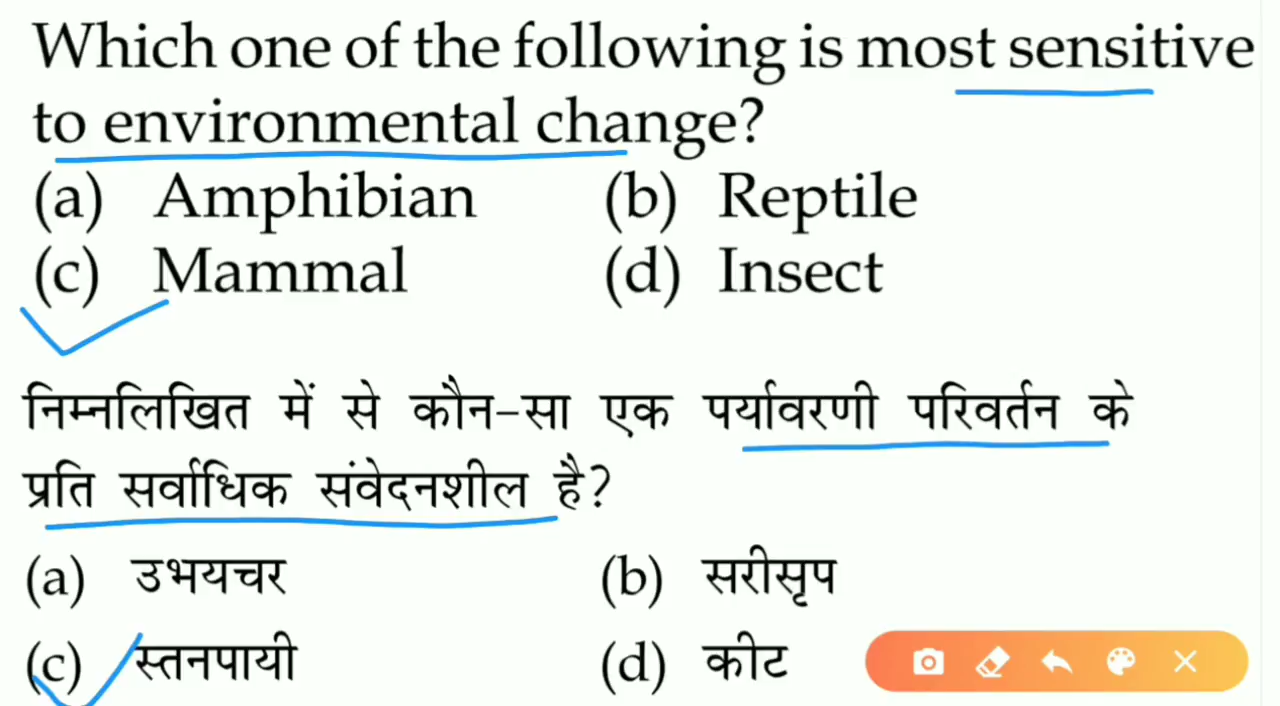 Which one of the following is most sensitive
to environmental change?
(a) Amphibian (b) Reptile
(c) Mammal (d) Insect
निम्नलिखित में से कौन-सा एक पर्यावरणी परिवर्तन के
प्रति सर्वाधिक संवेदनशील है?
(a) उभयचर (b) सरीसृप
(c) स्तनपायी (d) कीट